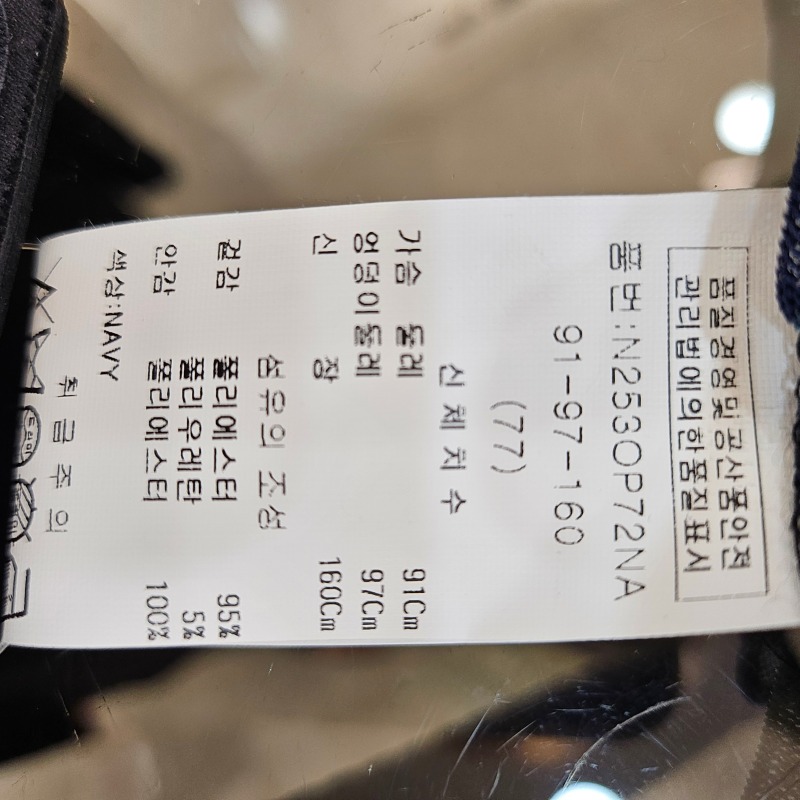 품질경영및 공산품안전
관리법에의한품질표시
품번:N253OP72NA
91-97-160
(77)
신체치수
가슴 둘레 91Cm
엉덩이둘레 97Cm
신 장 160Cm
섬유의 조성
겉감 폴리에스터 95%
폴리우레탄 5%
안감 폴리에스터 100%
색상:NAVY
취급주의